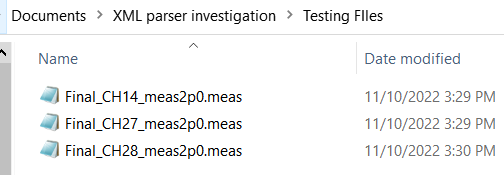 Documents > XML parser investigation > Testing FIles
Name Date modified
Final_CH14_meas2p0.meas 11/10/2022 3:29 PM
Final_CH27_meas2p0.meas 11/10/2022 3:29 PM
Final_CH28_meas2p0.meas 11/10/2022 3:30 PM